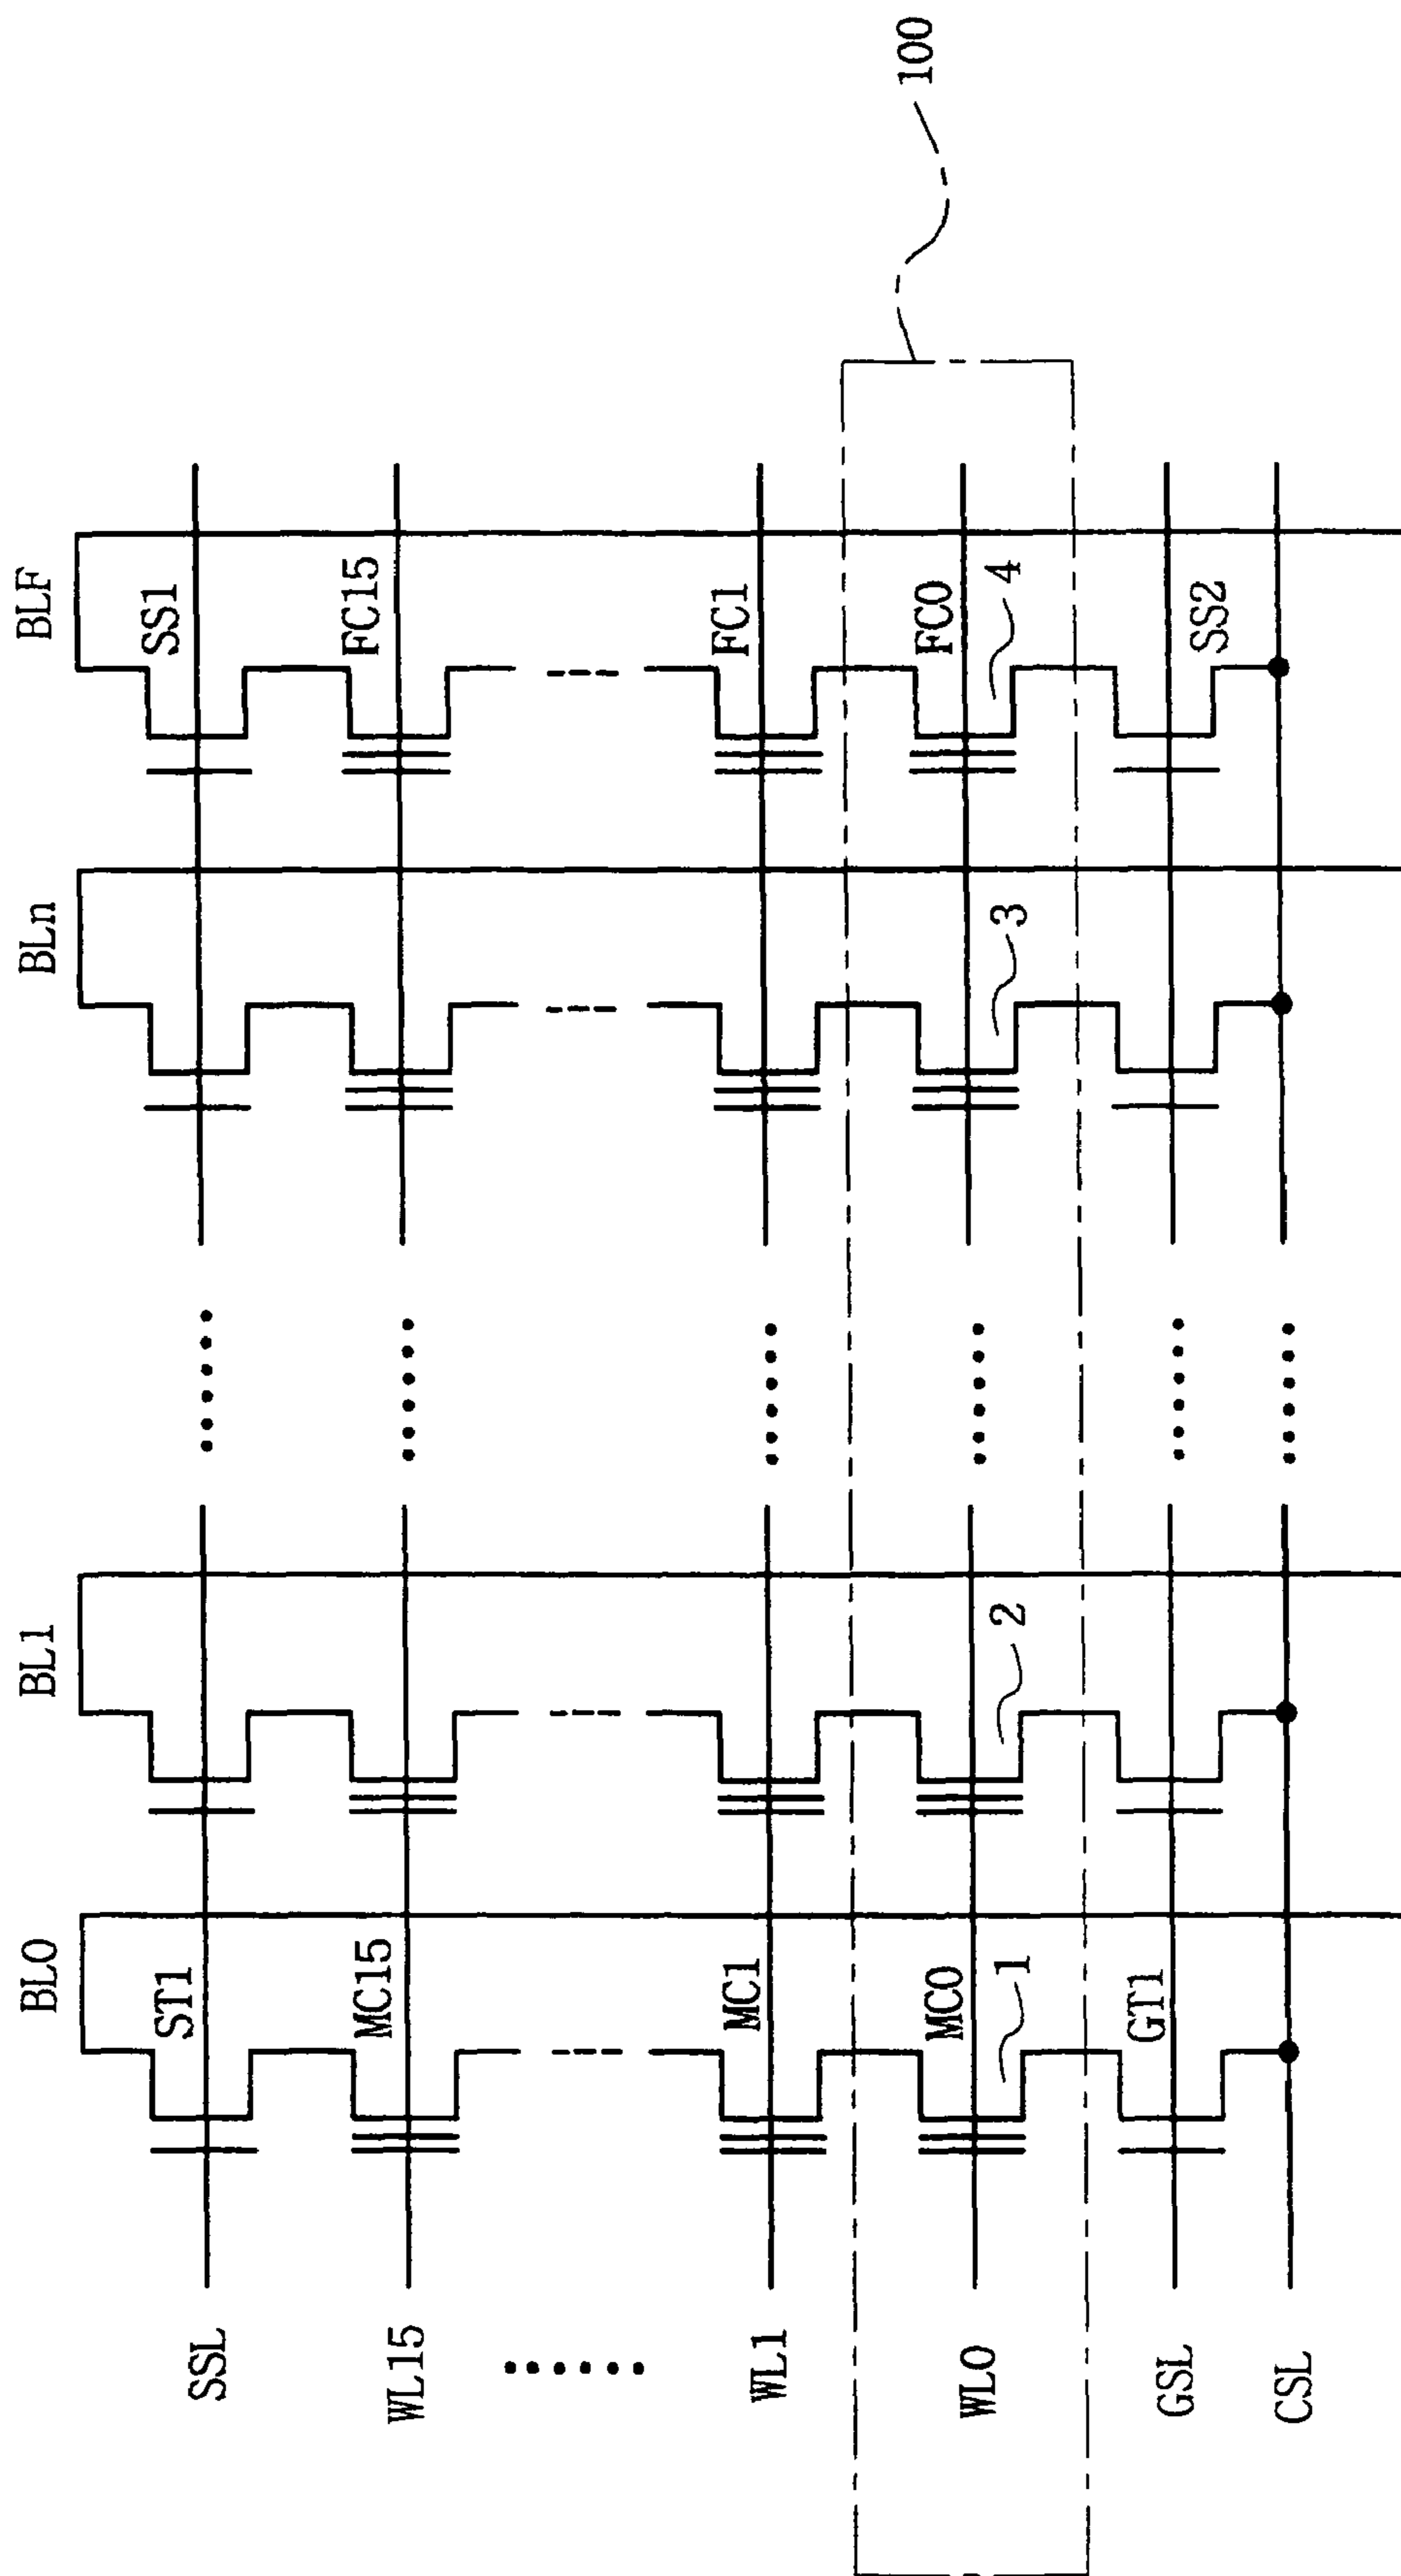 BL0 BL1 BLn BLF
SSL ST1 SS1
WL15 MC15 FC15
WL1 MC1 FC1
WL0 MC0 FC0
1 2 3 4
100
GSL GT1 SS2
CSL